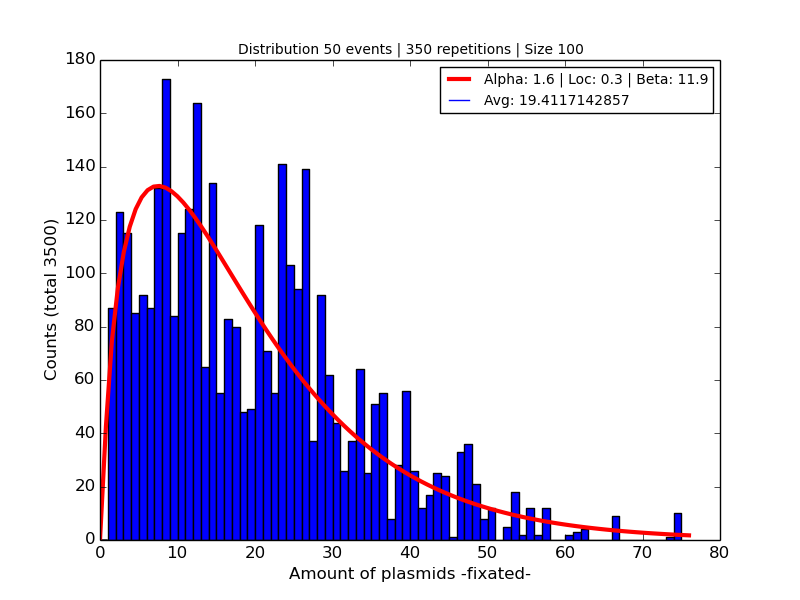 Distribution 50 events | 350 repetitions | Size 100
Alpha: 1.6 | Loc: 0.3 | Beta: 11.9
Avg: 19.4117142857
180
160
140
120
100
80
60
40
20
0
Counts (total 3500)
0 10 20 30 40 50 60 70 80
Amount of plasmids -fixated-